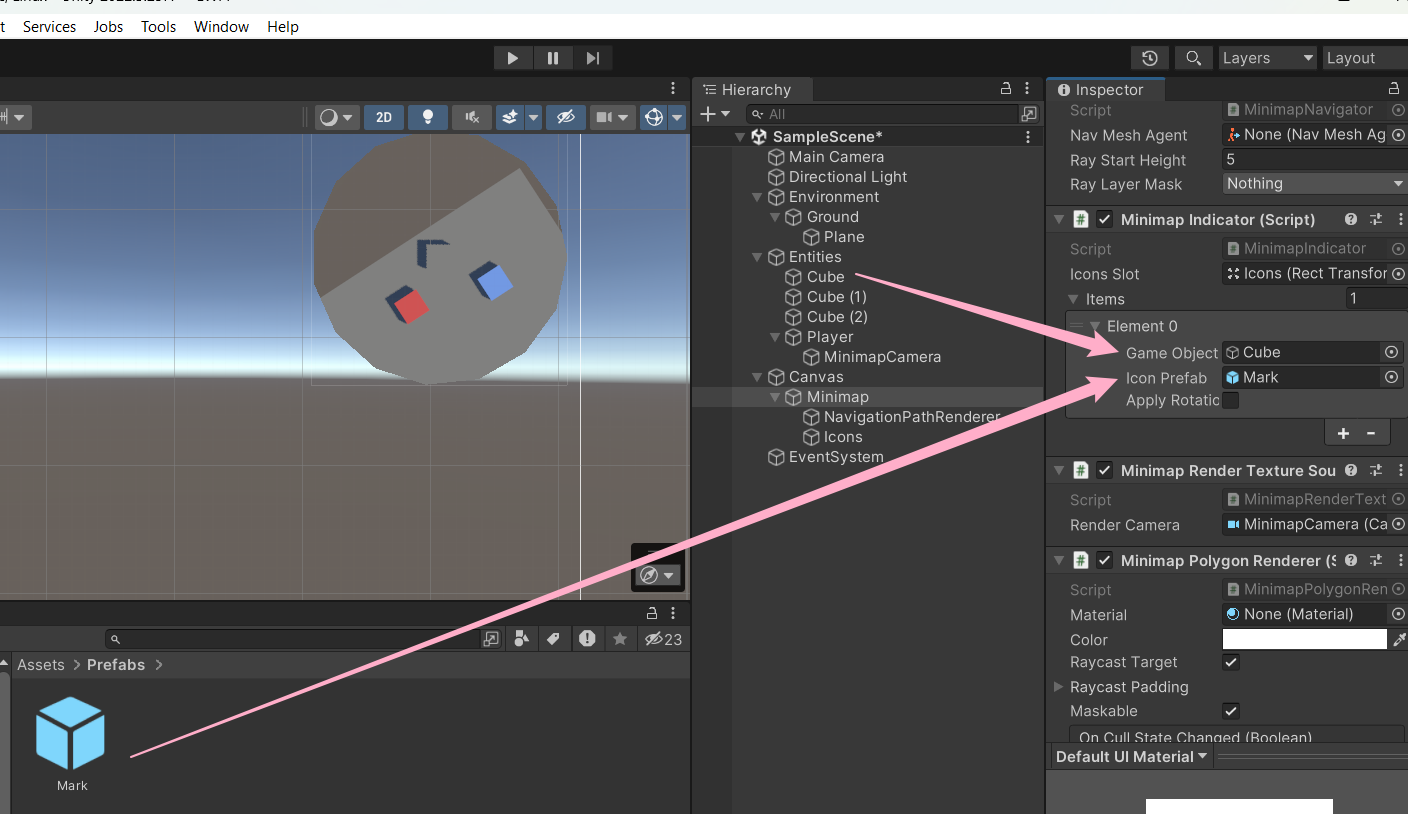 t Services Jobs Tools Window Help
Layers Layout
Hierarchy
Inspector
2D
All
SampleScene*
Main Camera
Directional Light
Environment
Ground
Plane
Entities
Cube
Cube (1)
Cube (2)
Player
MinimapCamera
Canvas
Minimap
NavigationPathRenderer
Icons
EventSystem
Script MinimapNavigator
Nav Mesh Agent None (Nav Mesh Ag
Ray Start Height 5
Ray Layer Mask Nothing
# Minimap Indicator (Script)
Script # MinimapIndicator
Icons Slot Icons (Rect Transfor
Items 1
Element 0
Game Object Cube
Icon Prefab Mark
Apply Rotatic
+ -
# Minimap Render Texture Sou
Script # MinimapRenderText
Render Camera MinimapCamera (Ca
# Minimap Polygon Renderer (S
Script # MinimapPolygonRen
Material None (Material)
Color
Raycast Target
Raycast Padding
Maskable
On Cull State Changed (Boolean)
Default UI Material
23
Assets > Prefabs >
Mark